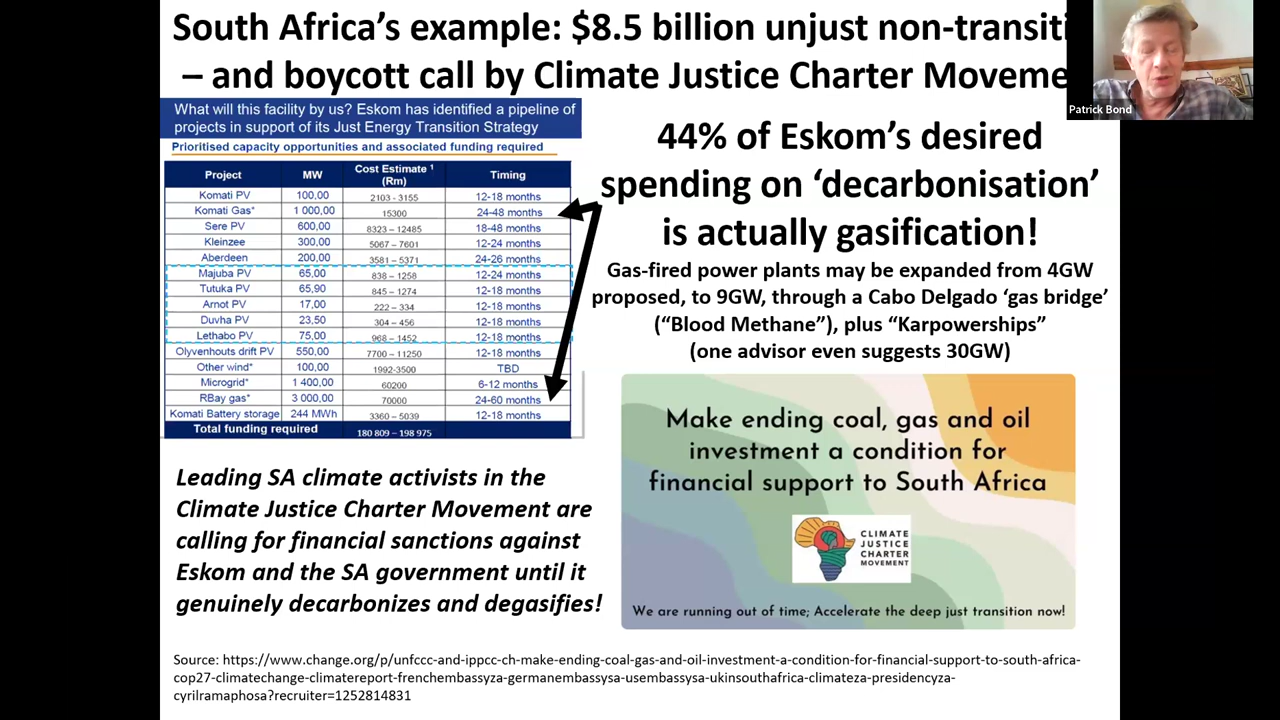 South Africa’s example: $8.5 billion unjust non-transiti
– and boycott call by Climate Justice Charter Moveme
Patrick Bond
What will this facility by us? Eskom has identified a pipeline of
projects in support of its Just Energy Transition Strategy
Prioritised capacity opportunities and associated funding required
Project MW Cost Estimate 1 (Rm) Timing
Komati PV 100,00 2103 - 3155 12-18 months
Komati Gas* 1 000,00 15300 24-48 months
Sere PV 600,00 8323 – 12485 18-48 months
Kleinzee 300,00 5067 – 7601 12-24 months
Aberdeen 200,00 3581 – 5371 24-26 months
Majuba PV 65,00 838 – 1258 12-24 months
Tutuka PV 65,90 845 – 1274 12-18 months
Arnot PV 17,00 222 – 334 12-18 months
Duvha PV 23,50 304 – 456 12-18 months
Lethabo PV 75,00 968 – 1452 12-18 months
Olyvenhouts drift PV 550,00 7700 – 11250 12-18 months
Other wind* 100,00 1992-3500 TBD
Microgrid* 1 400,00 60200 6-12 months
RBay gas* 3 000,00 70000 24-60 months
Komati Battery storage 244 MWh 3360 – 5039 12-18 months
Total funding required 180 809 – 198 975
44% of Eskom’s desired
spending on ‘decarbonisation’
is actually gasification!
Gas-fired power plants may be expanded from 4GW
proposed, to 9GW, through a Cabo Delgado ‘gas bridge’
(“Blood Methane”), plus “Karpowerships”
(one advisor even suggests 30GW)
Make ending coal, gas and oil
investment a condition for
financial support to South Africa
CLIMATE
JUSTICE
CHARTER
MOVEMENT
We are running out of time; Accelerate the deep just transition now!
Leading SA climate activists in the
Climate Justice Charter Movement are
calling for financial sanctions against
Eskom and the SA government until it
genuinely decarbonizes and degasifies!
Source: https://www.change.org/p/unfccc-and-ippcc-ch-make-ending-coal-gas-and-oil-investment-a-condition-for-financial-support-to-south-africa-
cop27-climatechange-climatereport-frenchembassyza-germanembassysa-usembassysa-ukinsouthafrica-climateza-presidencyza-
cyrilramaphosa?recruiter=1252814831